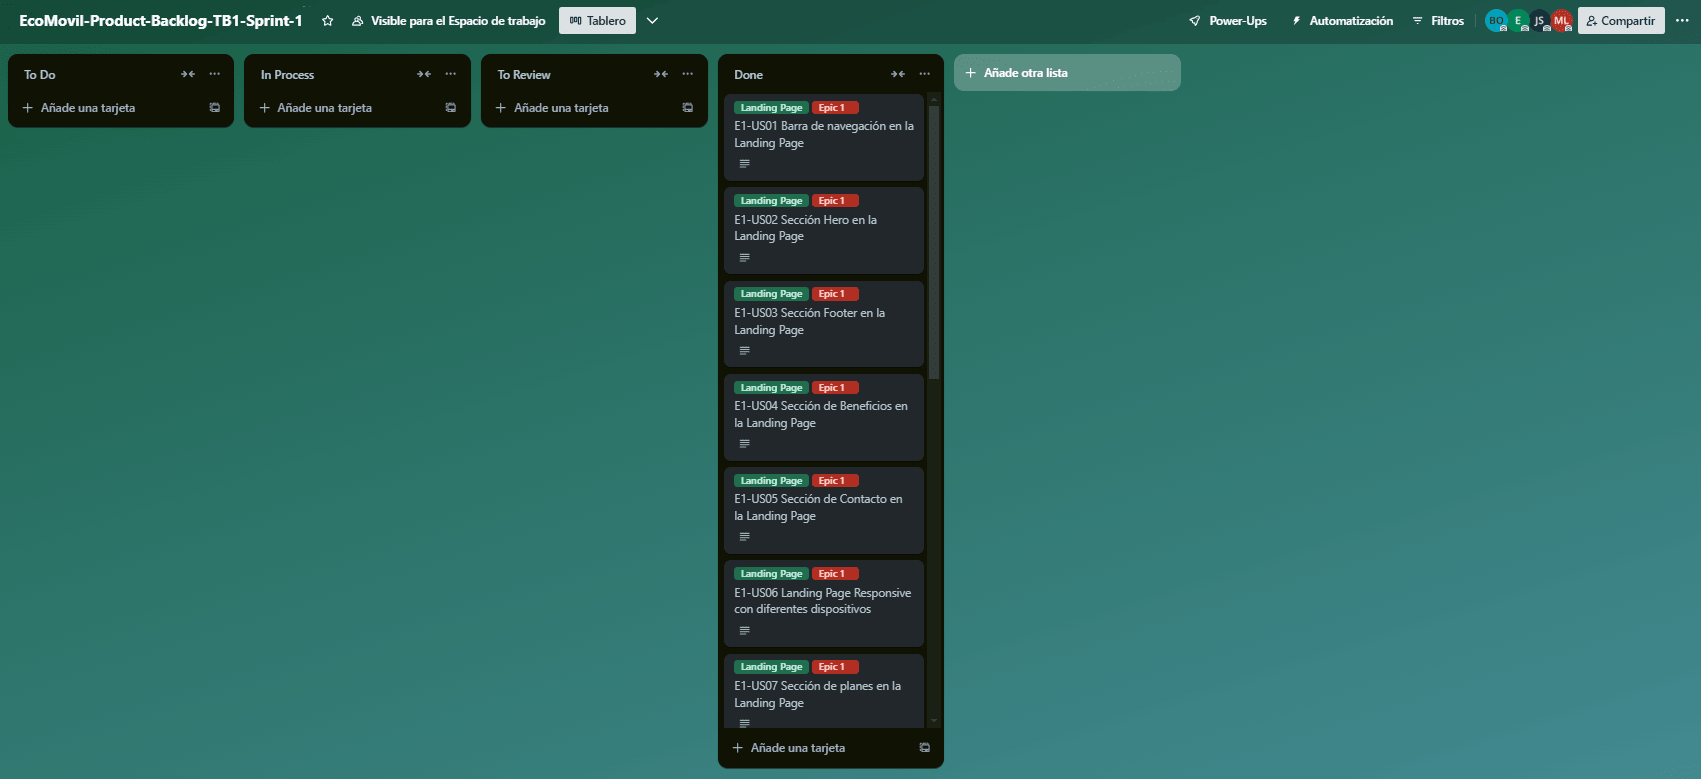 EcoMovil-Product-Backlog-TB1-Sprint-1
Visible para el Espacio de trabajo
Tablero
Power-Ups
Automatización
Filtros
BO
E
JS
ML
Compartir
To Do
Añade una tarjeta
In Process
Añade una tarjeta
To Review
Añade una tarjeta
Done
Landing Page Epic 1
E1-US01 Barra de navegación en la
Landing Page
Landing Page Epic 1
E1-US02 Sección Hero en la
Landing Page
Landing Page Epic 1
E1-US03 Sección Footer en la
Landing Page
Landing Page Epic 1
E1-US04 Sección de Beneficios en
la Landing Page
Landing Page Epic 1
E1-US05 Sección de Contacto en
la Landing Page
Landing Page Epic 1
E1-US06 Landing Page Responsive
con diferentes dispositivos
Landing Page Epic 1
E1-US07 Sección de planes en la
Landing Page
Añade una tarjeta
Añade otra lista